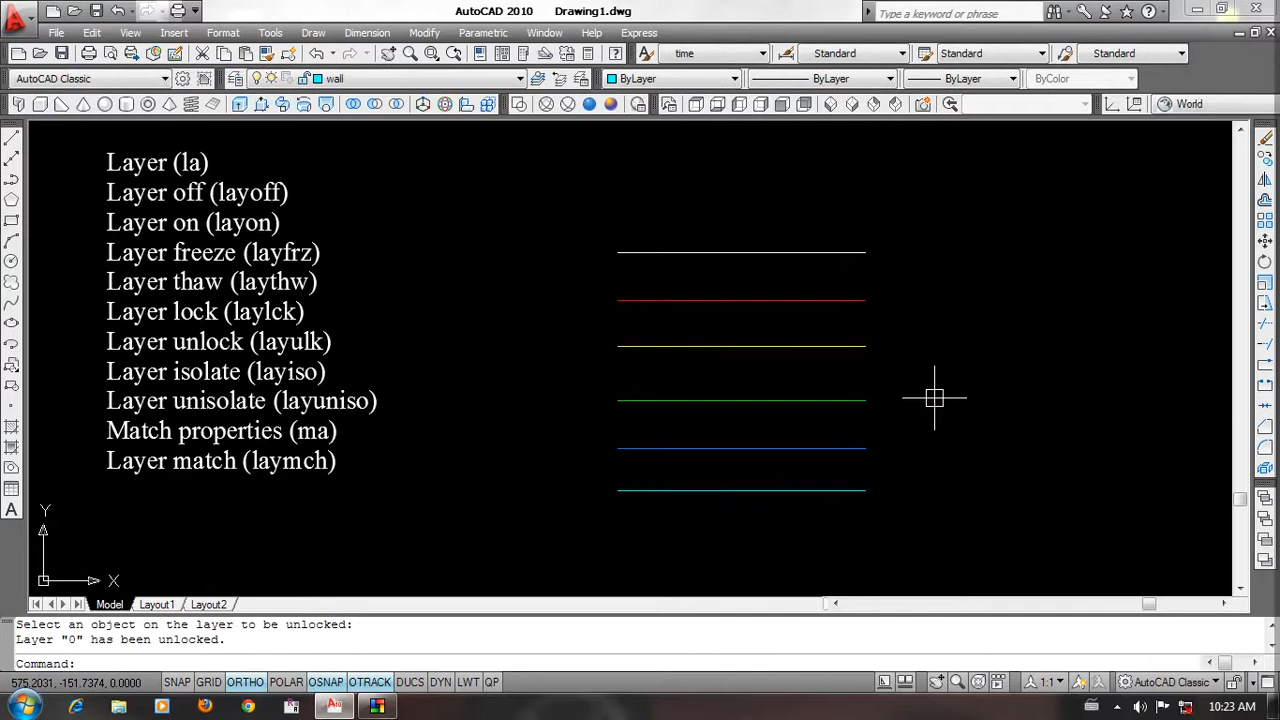 AutoCAD 2010 Drawing1.dwg
Type a keyword or phrase
File Edit View Insert Format Tools Draw Dimension Modify Parametric Window Help Express
time Standard Standard Standard
AutoCAD Classic wall ByLayer ByLayer ByLayer ByColor
World
Layer (la)
Layer off (layoff)
Layer on (layon)
Layer freeze (layfrz)
Layer thaw (laythw)
Layer lock (laylck)
Layer unlock (layulk)
Layer isolate (layiso)
Layer unisolate (layuniso)
Match properties (ma)
Layer match (laymch)
Y
X
Model Layout1 Layout2
Select an object on the layer to be unlocked:
Layer "0" has been unlocked.
Command:
575.2031, -151.7374, 0.0000 SNAP GRID ORTHO POLAR OSNAP OTRACK DUCS DYN LWT QP 1:1 AutoCAD Classic
10:23 AM